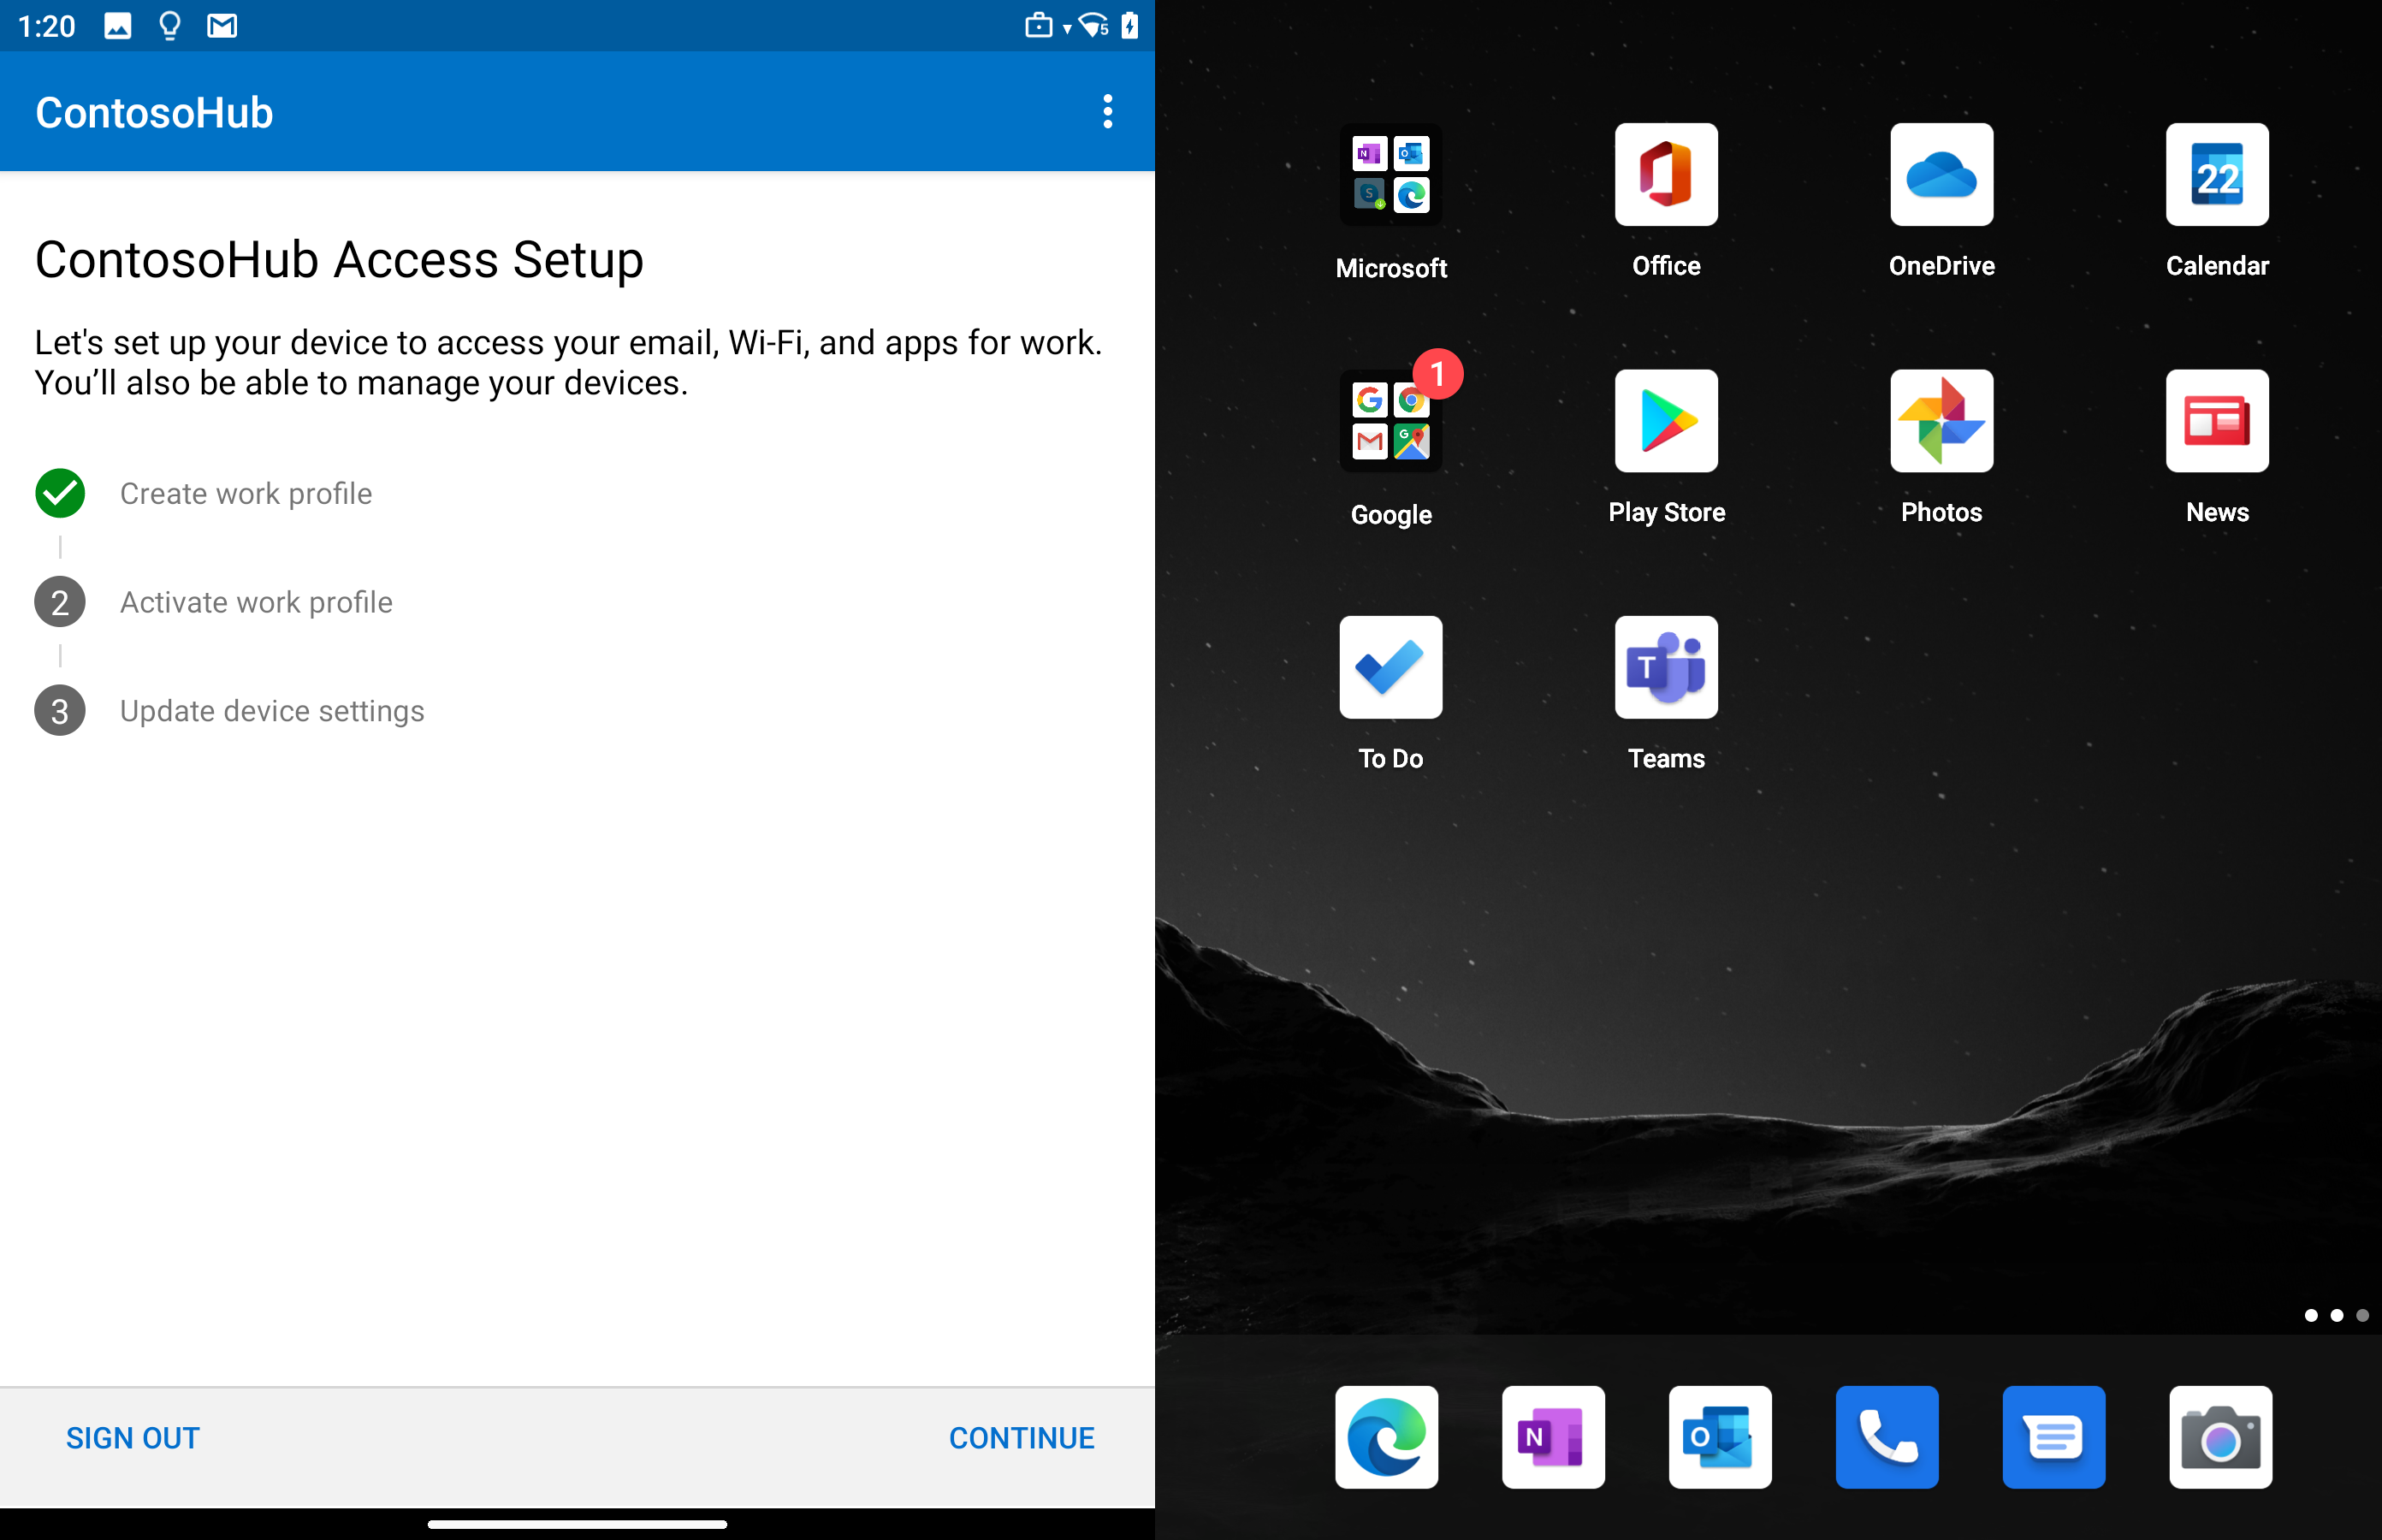 1:20
5
ContosoHub
ContosoHub Access Setup
Let's set up your device to access your email, Wi-Fi, and apps for work.
You’ll also be able to manage your devices.
Create work profile
2
Activate work profile
3
Update device settings
SIGN OUT
CONTINUE
N
O
S
22
Microsoft
Office
OneDrive
Calendar
1
G
G
Google
Play Store
Photos
News
T
To Do
Teams
N
O